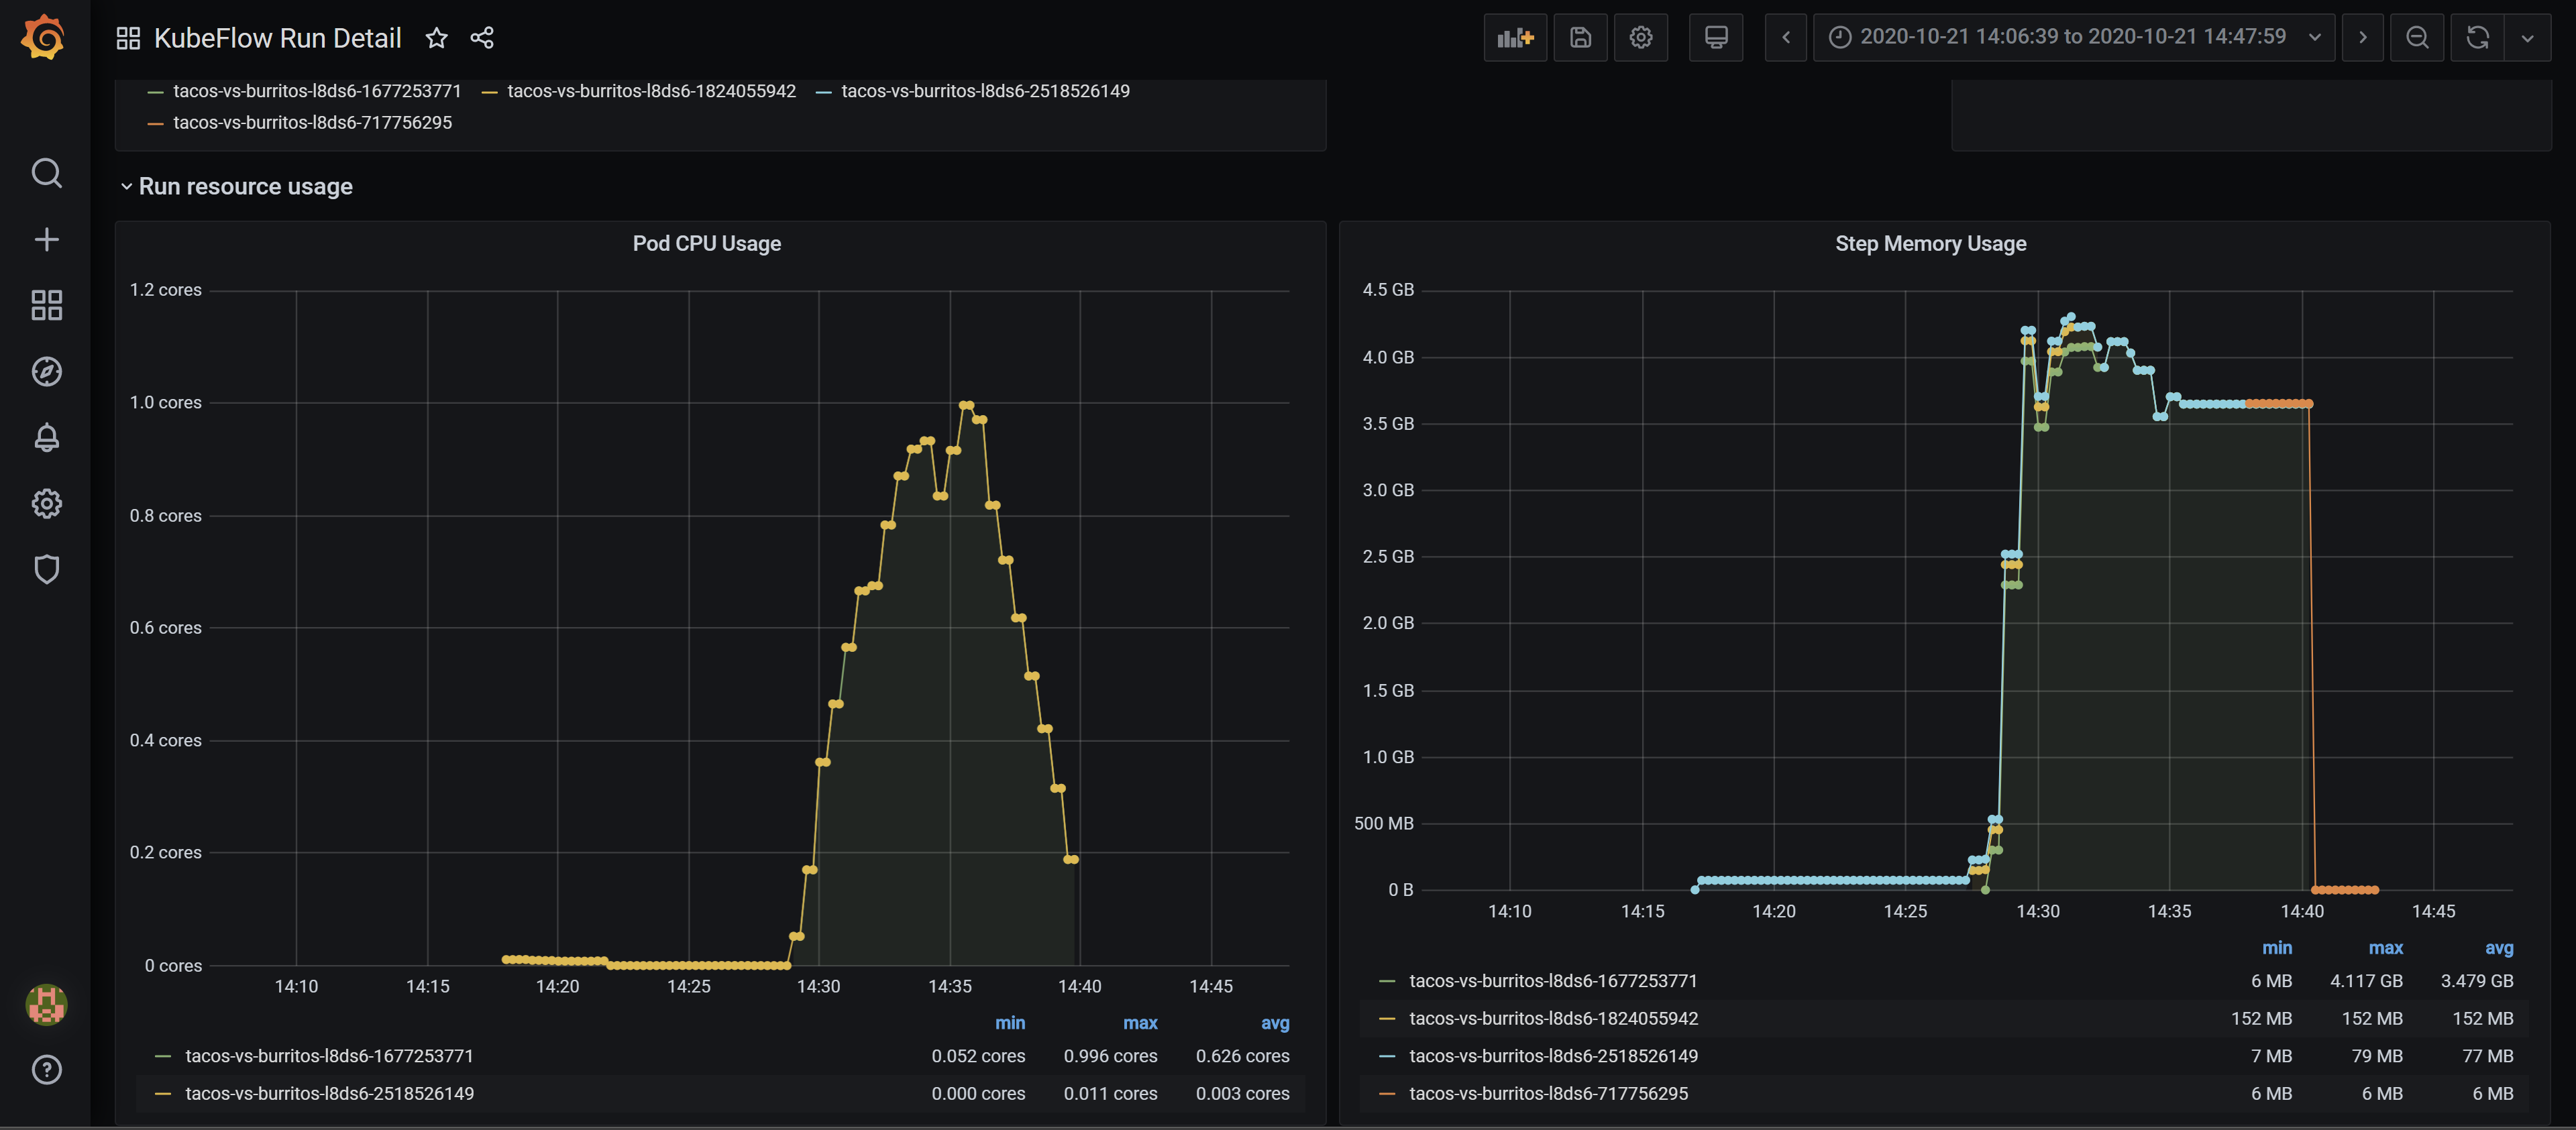 KubeFlow Run Detail
2020-10-21 14:06:39 to 2020-10-21 14:47:59
tacos-vs-burritos-l8ds6-1677253771 tacos-vs-burritos-l8ds6-1824055942 tacos-vs-burritos-l8ds6-2518526149
tacos-vs-burritos-l8ds6-717756295
Run resource usage
Pod CPU Usage
1.2 cores
1.0 cores
0.8 cores
0.6 cores
0.4 cores
0.2 cores
0 cores
14:10 14:15 14:20 14:25 14:30 14:35 14:40 14:45
min max avg
tacos-vs-burritos-l8ds6-1677253771 0.052 cores 0.996 cores 0.626 cores
tacos-vs-burritos-l8ds6-2518526149 0.000 cores 0.011 cores 0.003 cores
Step Memory Usage
4.5 GB
4.0 GB
3.5 GB
3.0 GB
2.5 GB
2.0 GB
1.5 GB
1.0 GB
500 MB
0 B
14:10 14:15 14:20 14:25 14:30 14:35 14:40 14:45
min max avg
tacos-vs-burritos-l8ds6-1677253771 6 MB 4.117 GB 3.479 GB
tacos-vs-burritos-l8ds6-1824055942 152 MB 152 MB 152 MB
tacos-vs-burritos-l8ds6-2518526149 7 MB 79 MB 77 MB
tacos-vs-burritos-l8ds6-717756295 6 MB 6 MB 6 MB